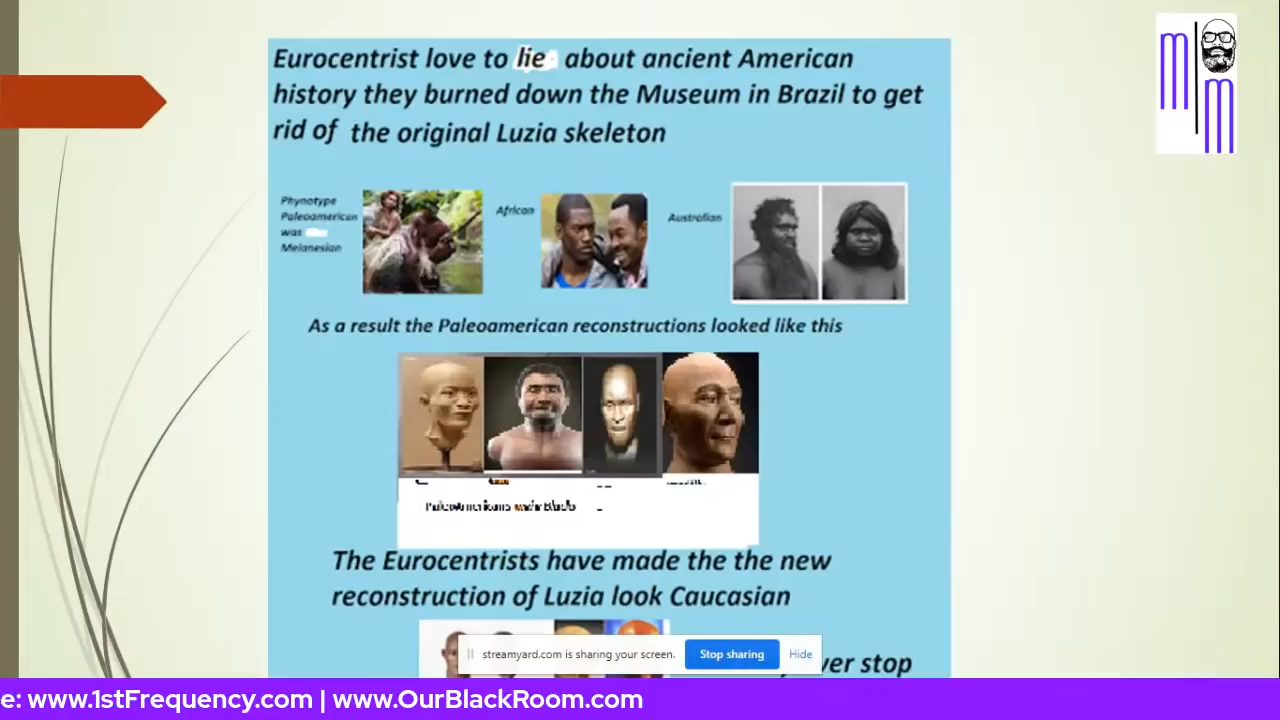 Eurocentrist love to lie about ancient American
history they burned down the Museum in Brazil to get
rid of the original Luzia skeleton
Phynotype
Paleoamerican
was
Melanesian
African
Australian
As a result the Paleoamerican reconstructions looked like this
PaleoAmericans
The Eurocentrists have made the the new
reconstruction of Luzia look Caucasian
streamyard.com is sharing your screen.
Stop sharing
Hide
ver stop
e: www.1stFrequency.com | www.OurBlackRoom.com